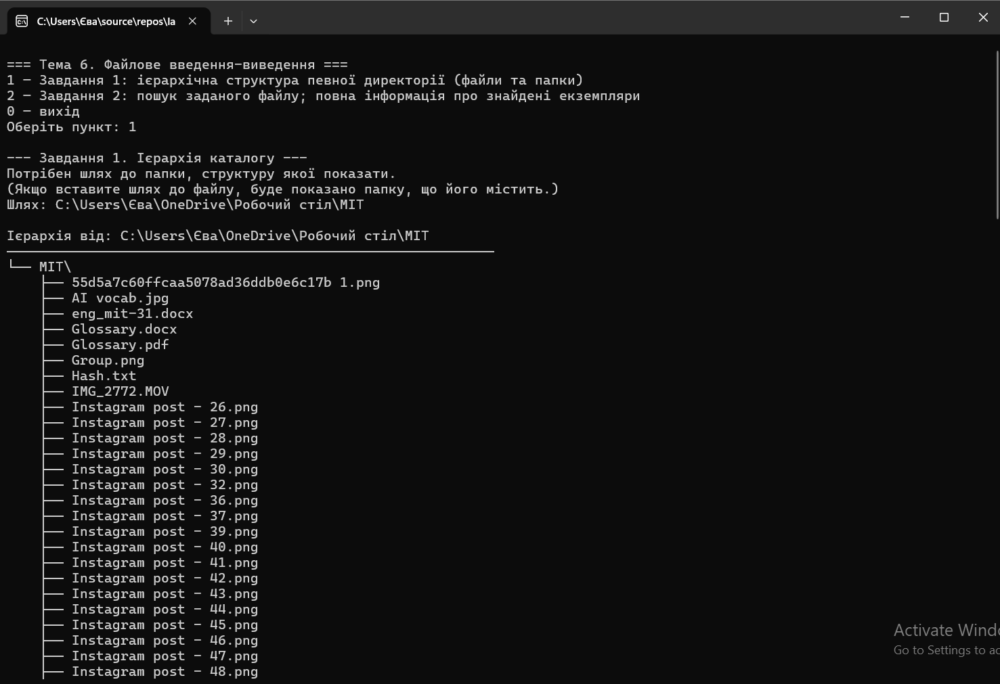 C:\Users\Єва\source\repos\la
=== Тема 6. Файлове введення-виведення ===
1 - Завдання 1: ієрархічна структура певної директорії (файли та папки)
2 - Завдання 2: пошук заданого файлу; повна інформація про знайдені екземпляри
0 - вихід
Оберіть пункт: 1
--- Завдання 1. Ієрархія каталогу ---
Потрібен шлях до папки, структуру якої показати.
(Якщо вставите шлях до файлу, буде показано папку, що його містить.)
Шлях: C:\Users\Єва\OneDrive\Робочий стіл\MIT
Ієрархія від: C:\Users\Єва\OneDrive\Робочий стіл\MIT
└── MIT\
├── 55d5a7c60ffcaa5078ad36ddb0e6c17b 1.png
├── AI vocab.jpg
├── eng_mit-31.docx
├── Glossary.docx
├── Glossary.pdf
├── Group.png
├── Hash.txt
├── IMG_2772.MOV
├── Instagram post - 26.png
├── Instagram post - 27.png
├── Instagram post - 28.png
├── Instagram post - 29.png
├── Instagram post - 30.png
├── Instagram post - 32.png
├── Instagram post - 36.png
├── Instagram post - 37.png
├── Instagram post - 39.png
├── Instagram post - 40.png
├── Instagram post - 41.png
├── Instagram post - 42.png
├── Instagram post - 43.png
├── Instagram post - 44.png
├── Instagram post - 45.png
├── Instagram post - 46.png
├── Instagram post - 47.png
├── Instagram post - 48.png
Activate Windo
Go to Settings to ac